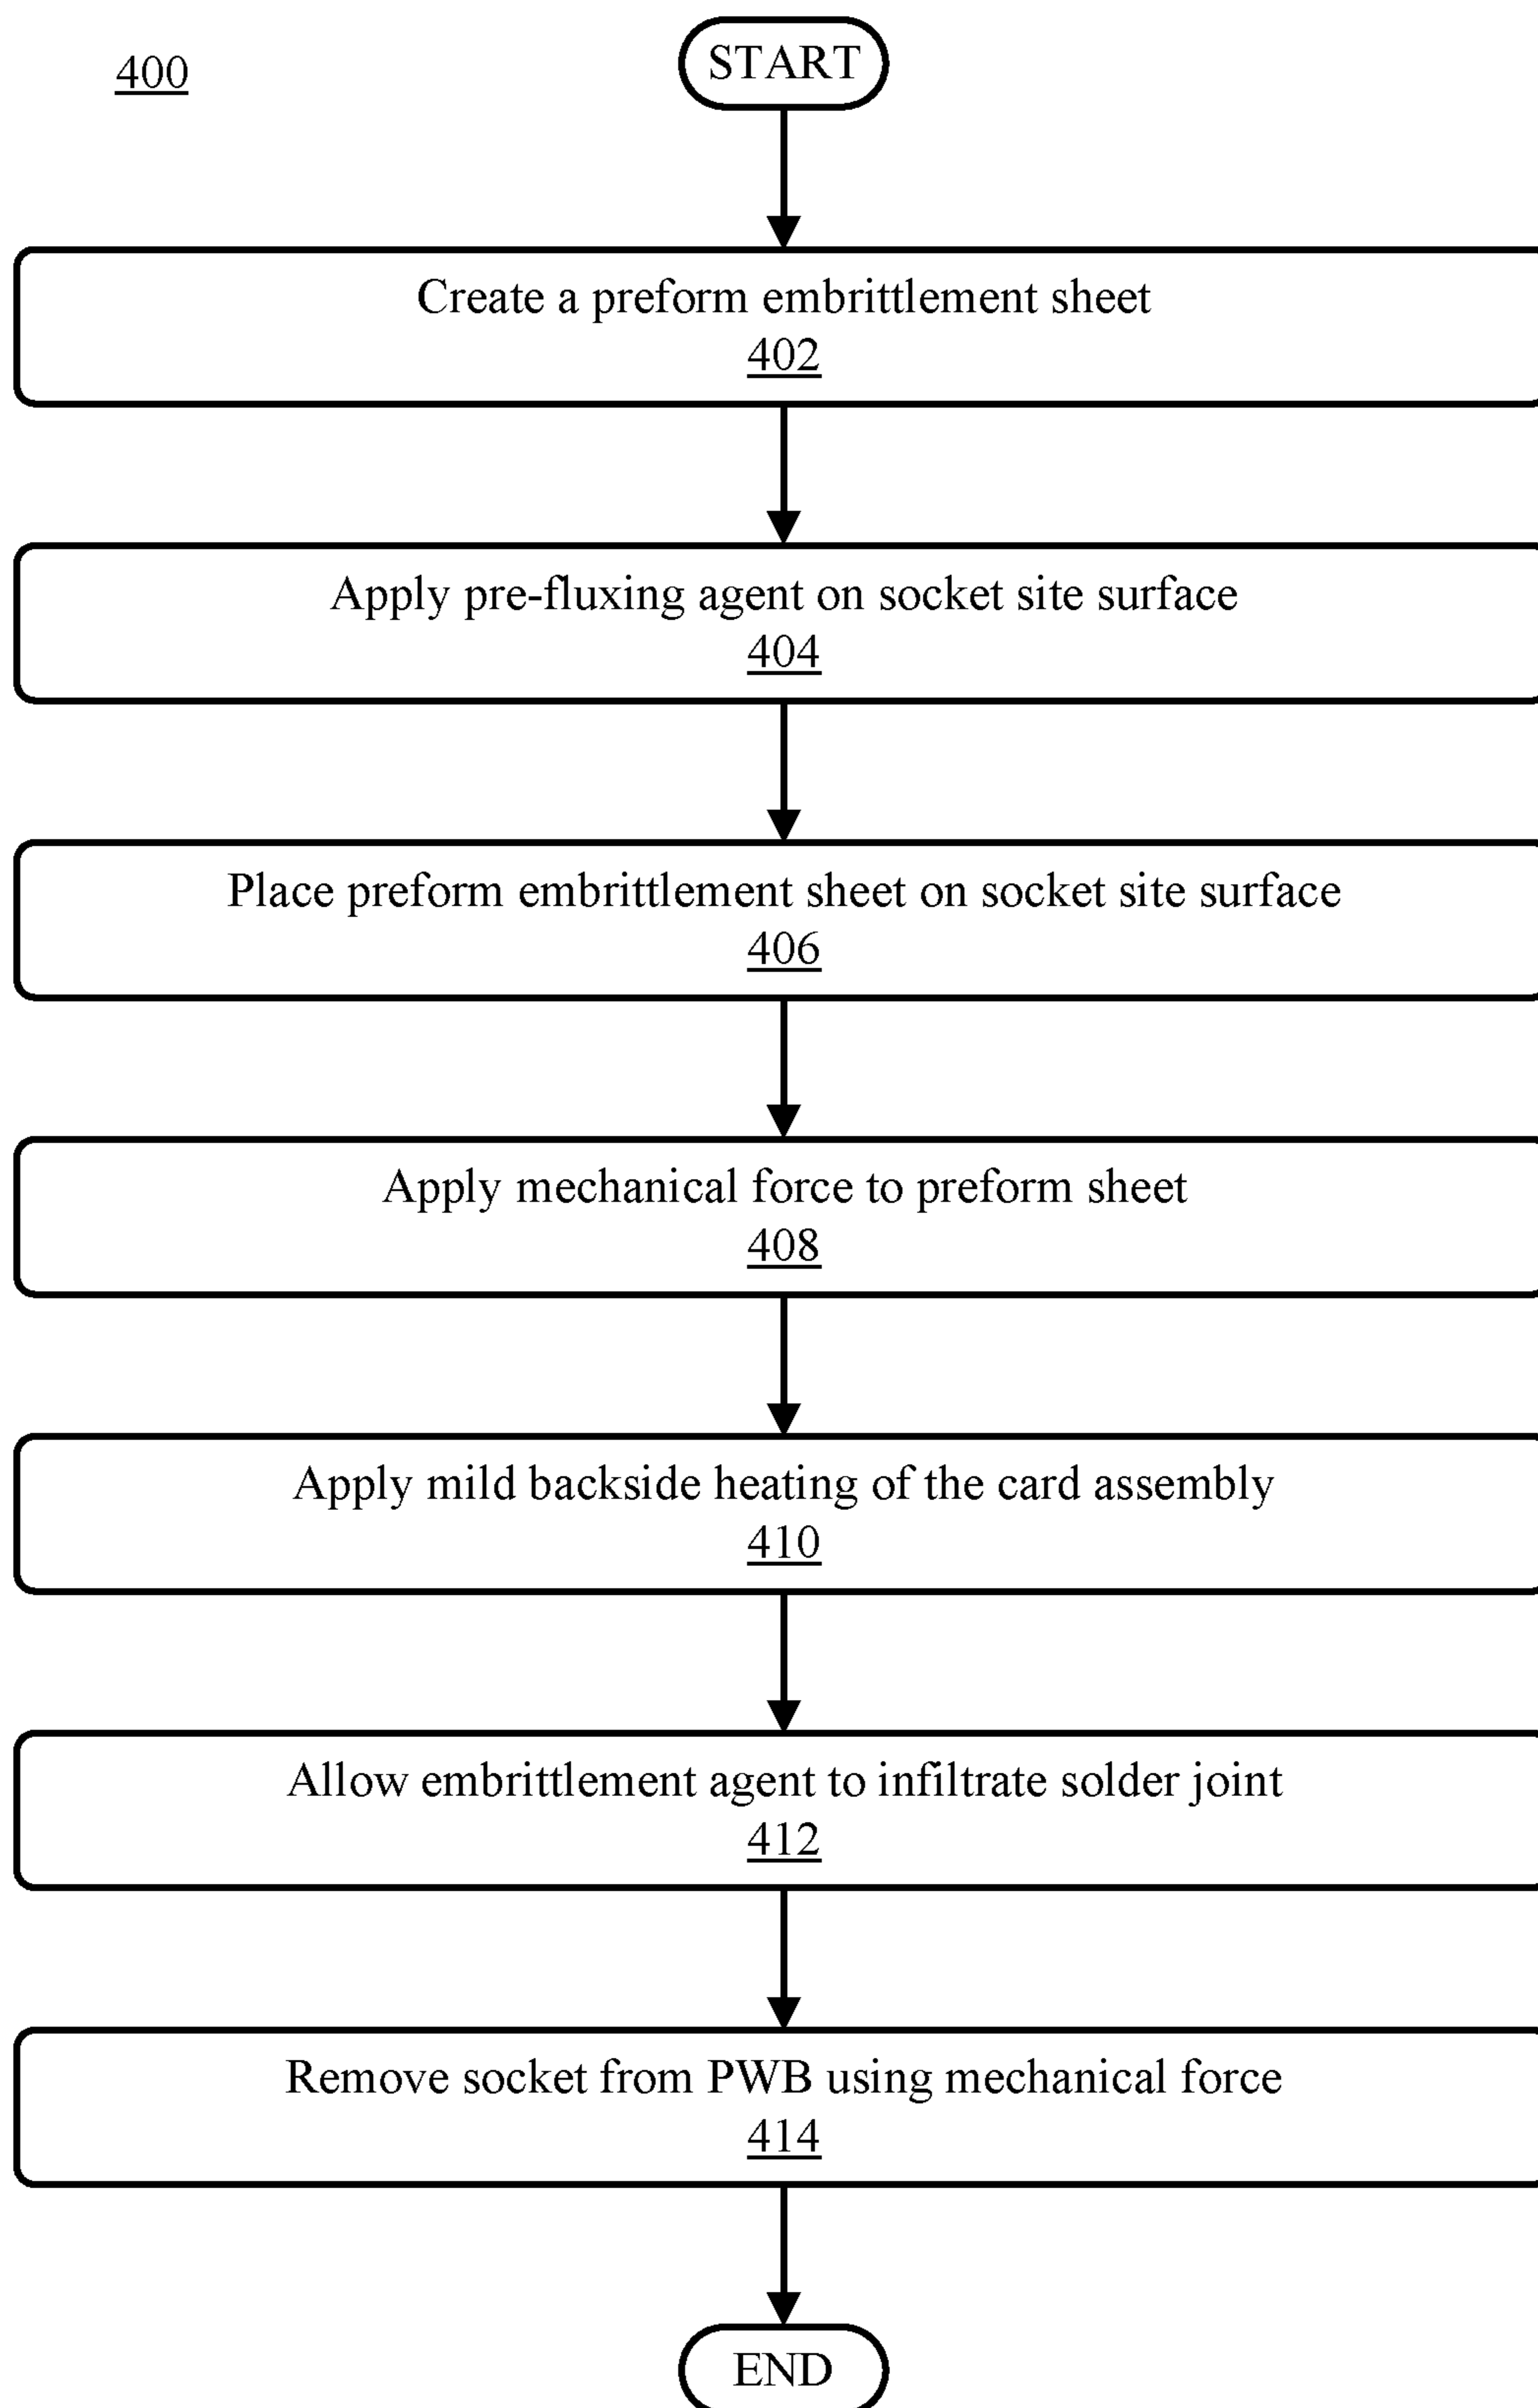 400
START
Create a preform embrittlement sheet
402
Apply pre-fluxing agent on socket site surface
404
Place preform embrittlement sheet on socket site surface
406
Apply mechanical force to preform sheet
408
Apply mild backside heating of the card assembly
410
Allow embrittlement agent to infiltrate solder joint
412
Remove socket from PWB using mechanical force
414
END